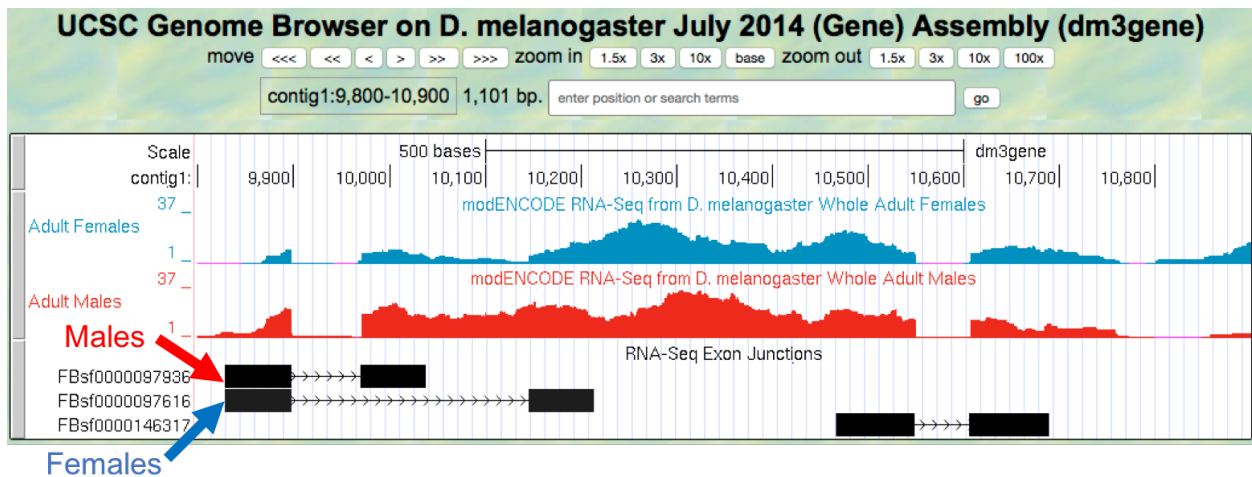 UCSC Genome Browser on D. melanogaster July 2014 (Gene) Assembly (dm3gene)
move <<< << < > >> >>> zoom in 1.5x 3x 10x base zoom out 1.5x 3x 10x 100x
contig1:9,800-10,900 1,101 bp. enter position or search terms go
Scale 500 bases dm3gene
contig1: 9,900 10,000 10,100 10,200 10,300 10,400 10,500 10,600 10,700 10,800
37 modENCODE RNA-Seq from D. melanogaster Whole Adult Females
Adult Females
1
37 modENCODE RNA-Seq from D. melanogaster Whole Adult Males
Adult Males
1
Males
RNA-Seq Exon Junctions
FBsf0000097936
FBsf0000097616
FBsf0000146317
Females